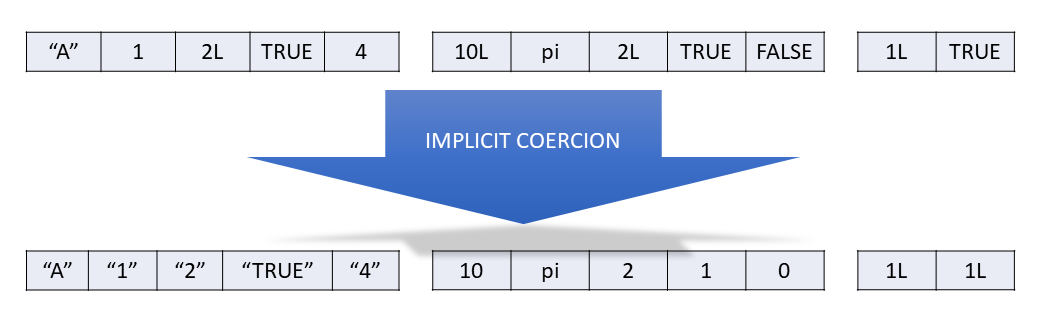 “A” 1 2L TRUE 4 10L pi 2L TRUE FALSE 1L TRUE
IMPLICIT COERCION
“A” “1” “2” “TRUE” “4” 10 pi 2 1 0 1L 1L